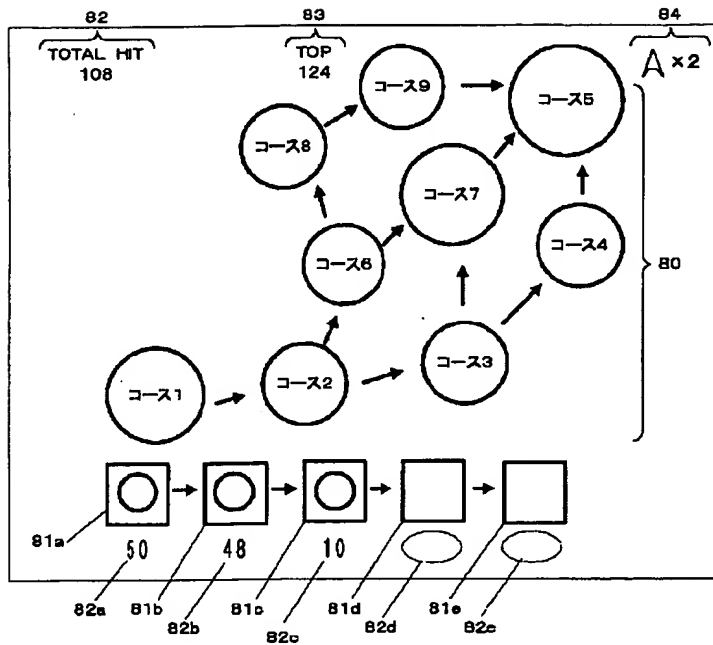 82 83 84
TOTAL HIT TOP A×2
108 124
コース9 コース5
コース8
コース7
コース6 コース4
80
コース3
コース2
コース1
81a 50 48 10
82a 81b 82b 81c 82c 81d 82d 81e 82e